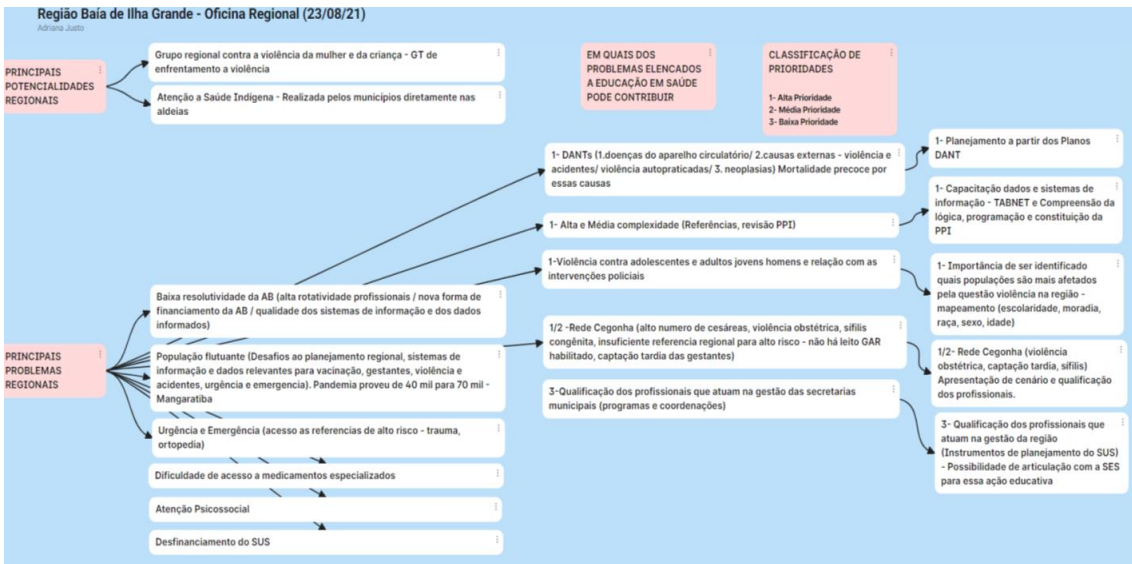 Região Baía de Ilha Grande - Oficina Regional (23/08/21)
Adriana Justo
PRINCIPAIS
POTENCIALIDADES
REGIONAIS
Grupo regional contra a violência da mulher e da criança - GT de
enfrentamento a violência
Atenção a Saúde Indígena - Realizada pelos municípios diretamente nas
aldeias
EM QUAIS DOS
PROBLEMAS ELENCADOS
A EDUCAÇÃO EM SAÚDE
PODE CONTRIBUIR
CLASSIFICAÇÃO DE
PRIORIDADES
1- Alta Prioridade
2- Média Prioridade
3- Baixa Prioridade
PRINCIPAIS
PROBLEMAS
REGIONAIS
Baixa resolutividade da AB (alta rotatividade profissionais / nova forma de
financiamento da AB / qualidade dos sistemas de informação e dos dados
informados)
População flutuante (Desafios ao planejamento regional, sistemas de
informação e dados relevantes para vacinação, gestantes, violência e
acidentes, urgência e emergencia). Pandemia proveu de 40 mil para 70 mil -
Mangaratiba
Urgência e Emergência (acesso as referencias de alto risco - trauma,
ortopedia)
Dificuldade de acesso a medicamentos especializados
Atenção Psicossocial
Desfinanciamento do SUS
1- DANTs (1.doenças do aparelho circulatório/ 2.causas externas - violência e
acidentes/ violência autopraticadas/ 3. neoplasias) Mortalidade precoce por
essas causas
1- Alta e Média complexidade (Referências, revisão PPI)
1-Violência contra adolescentes e adultos jovens homens e relação com as
intervenções policiais
1/2 -Rede Cegonha (alto numero de cesáreas, violência obstétrica, sífilis
congênita, insuficiente referencia regional para alto risco - não há leito GAR
habilitado, captação tardia das gestantes)
3-Qualificação dos profissionais que atuam na gestão das secretarias
municipais (programas e coordenações)
1- Planejamento a partir dos Planos
DANT
1- Capacitação dados e sistemas de
informação - TABNET e Compreensão da
lógica, programação e constituição da
PPI
1- Importância de ser identificado
quais populações são mais afetados
pela questão violência na região -
mapeamento (escolaridade, moradia,
raça, sexo, idade)
1/2- Rede Cegonha (violência
obstétrica, captação tardia, sífilis)
Apresentação de cenário e qualificação
dos profissionais.
3- Qualificação dos profissionais que
atuam na gestão da região
(Instrumentos de planejamento do SUS)
- Possibilidade de articulação com a SES
para essa ação educativa